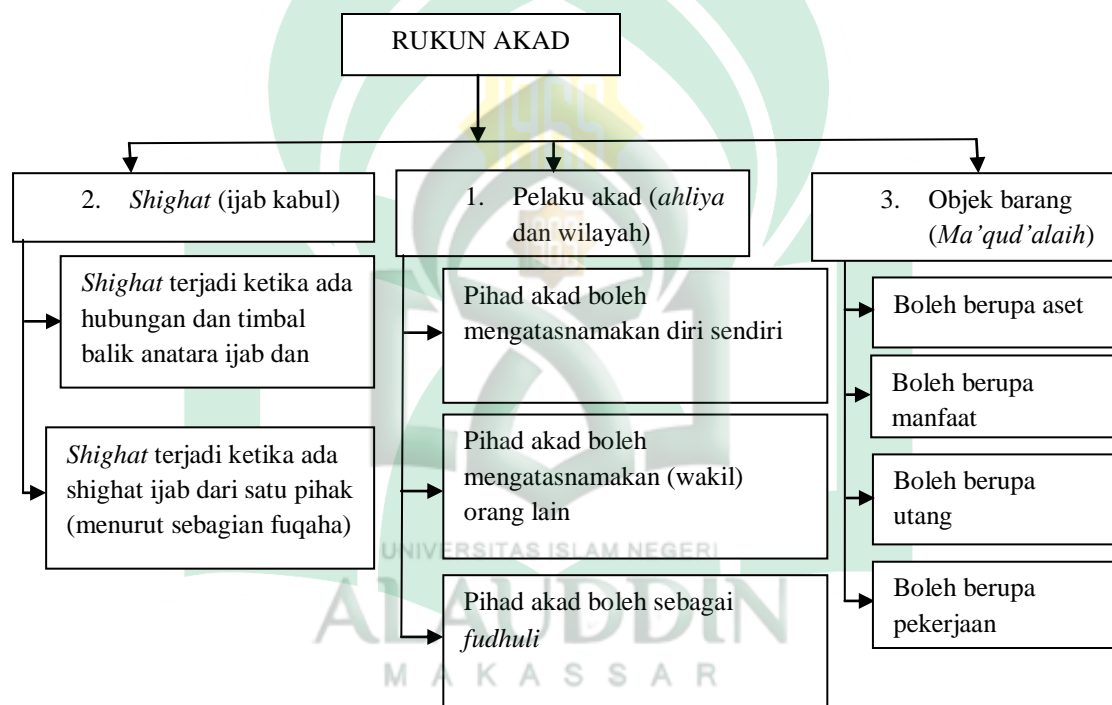 RUKUN AKAD
2. Shighat (ijab kabul)
Shighat terjadi ketika ada
hubungan dan timbal
balik anatara ijab dan
Shighat terjadi ketika ada
shighat ijab dari satu pihak
(menurut sebagian fuqaha)
1. Pelaku akad (ahliya
dan wilayah)
Pihad akad boleh
mengatasnamakan diri sendiri
Pihad akad boleh
mengatasnamakan (wakil)
orang lain
Pihad akad boleh sebagai
fudhuli
3. Objek barang
(Ma’qud’alaih)
Boleh berupa aset
Boleh berupa
manfaat
Boleh berupa
utang
Boleh berupa
pekerjaan
1965
UNIVERSITAS ISLAM NEGERI
ALAUDDIN
MAKASSAR